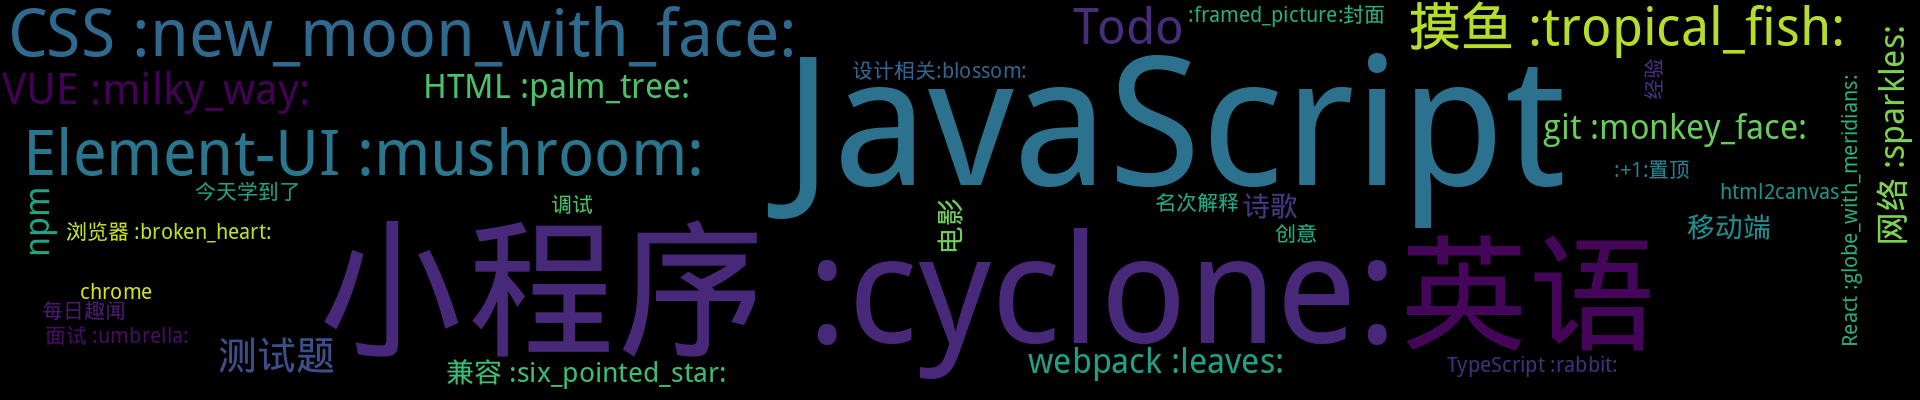 CSS :new_moon_with_face:
Todo
:framed_picture:封面
摸鱼 :tropical_fish:
VUE :milky_way:
HTML :palm_tree:
设计相关:blossom:
JavaScript
经验
网络 :sparkles:
git :monkey_face:
Element-UI :mushroom:
:+1:置顶
React :globe_with_meridians:
html2canvas
今天学到了
npm
调试
名次解释
诗歌
电影
移动端
浏览器 :broken_heart:
创意
小程序 :cyclone:
英语
chrome
每日趣闻
面试 :umbrella:
测试题
兼容 :six_pointed_star:
webpack :leaves:
TypeScript :rabbit: